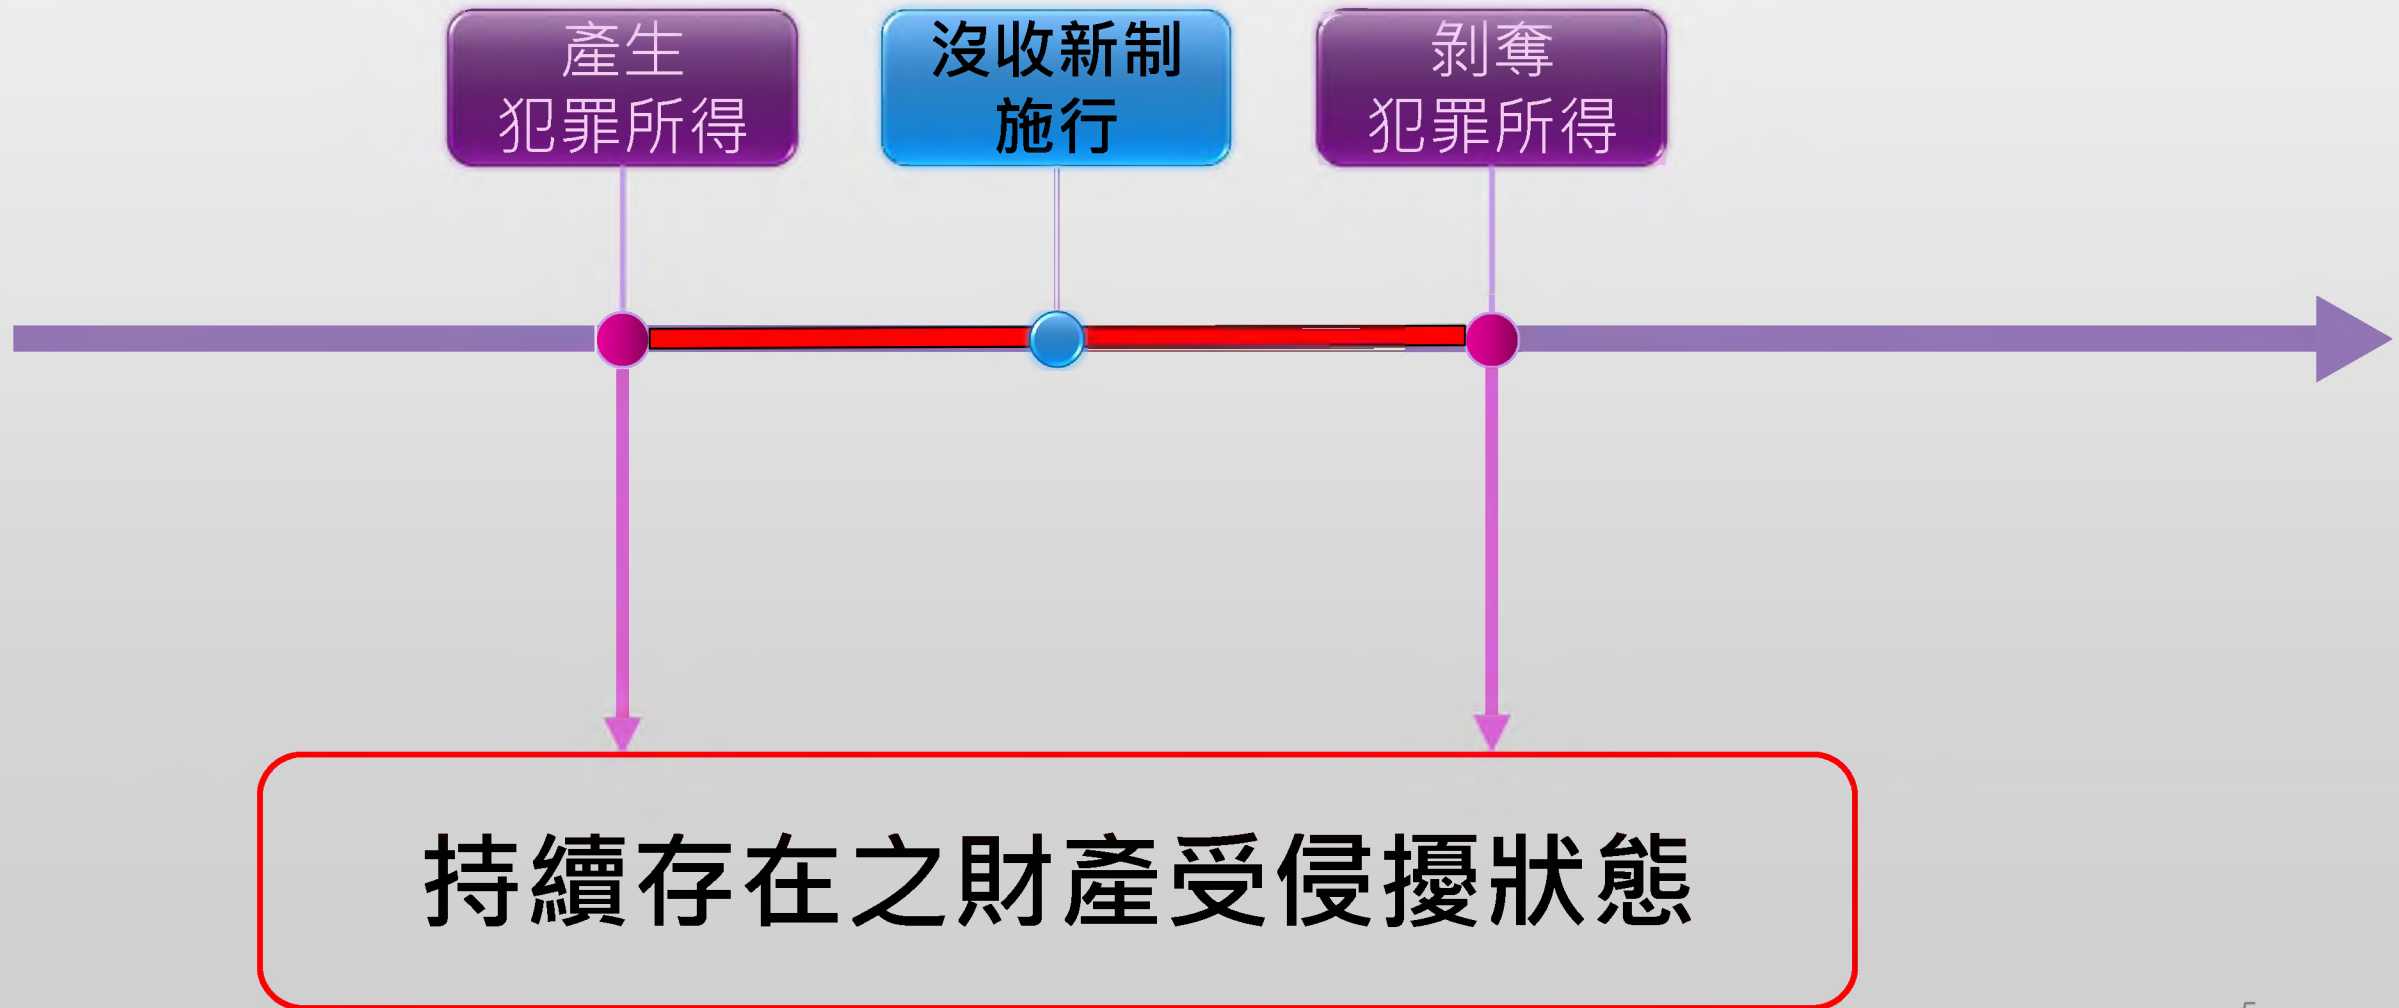 產生
犯罪所得
沒收新制
施行
剝奪
犯罪所得
持續存在之財產受侵擾狀態